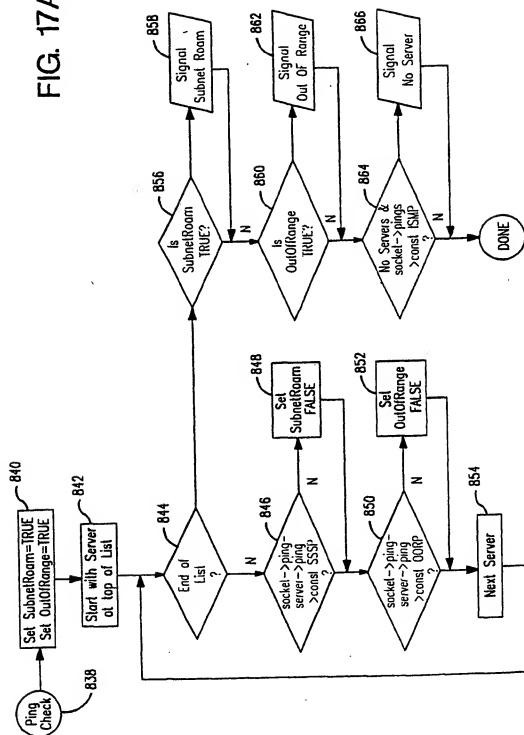 FIG. 17A
Ping
Check
838
840
Set SubnetRoam=TRUE
Set OutOfRange=TRUE
842
Start with Server
at top of List
844
End of
List
?
N
846
socket->ping-
server->ping
>const SSSP
?
N
848
Set
SubnetRoam
FALSE
850
socket->ping-
server->ping
>const OORP
?
N
852
Set
OutOfRange
FALSE
854
Next Server
856
Is
SubnetRoam
TRUE?
N
858
Signal
Subnet Roam
860
Is
OutOfRange
TRUE?
N
862
Signal
Out OF Range
864
No Servers &
socket->pings
>const ISMP
?
N
866
Signal
No Server
DONE